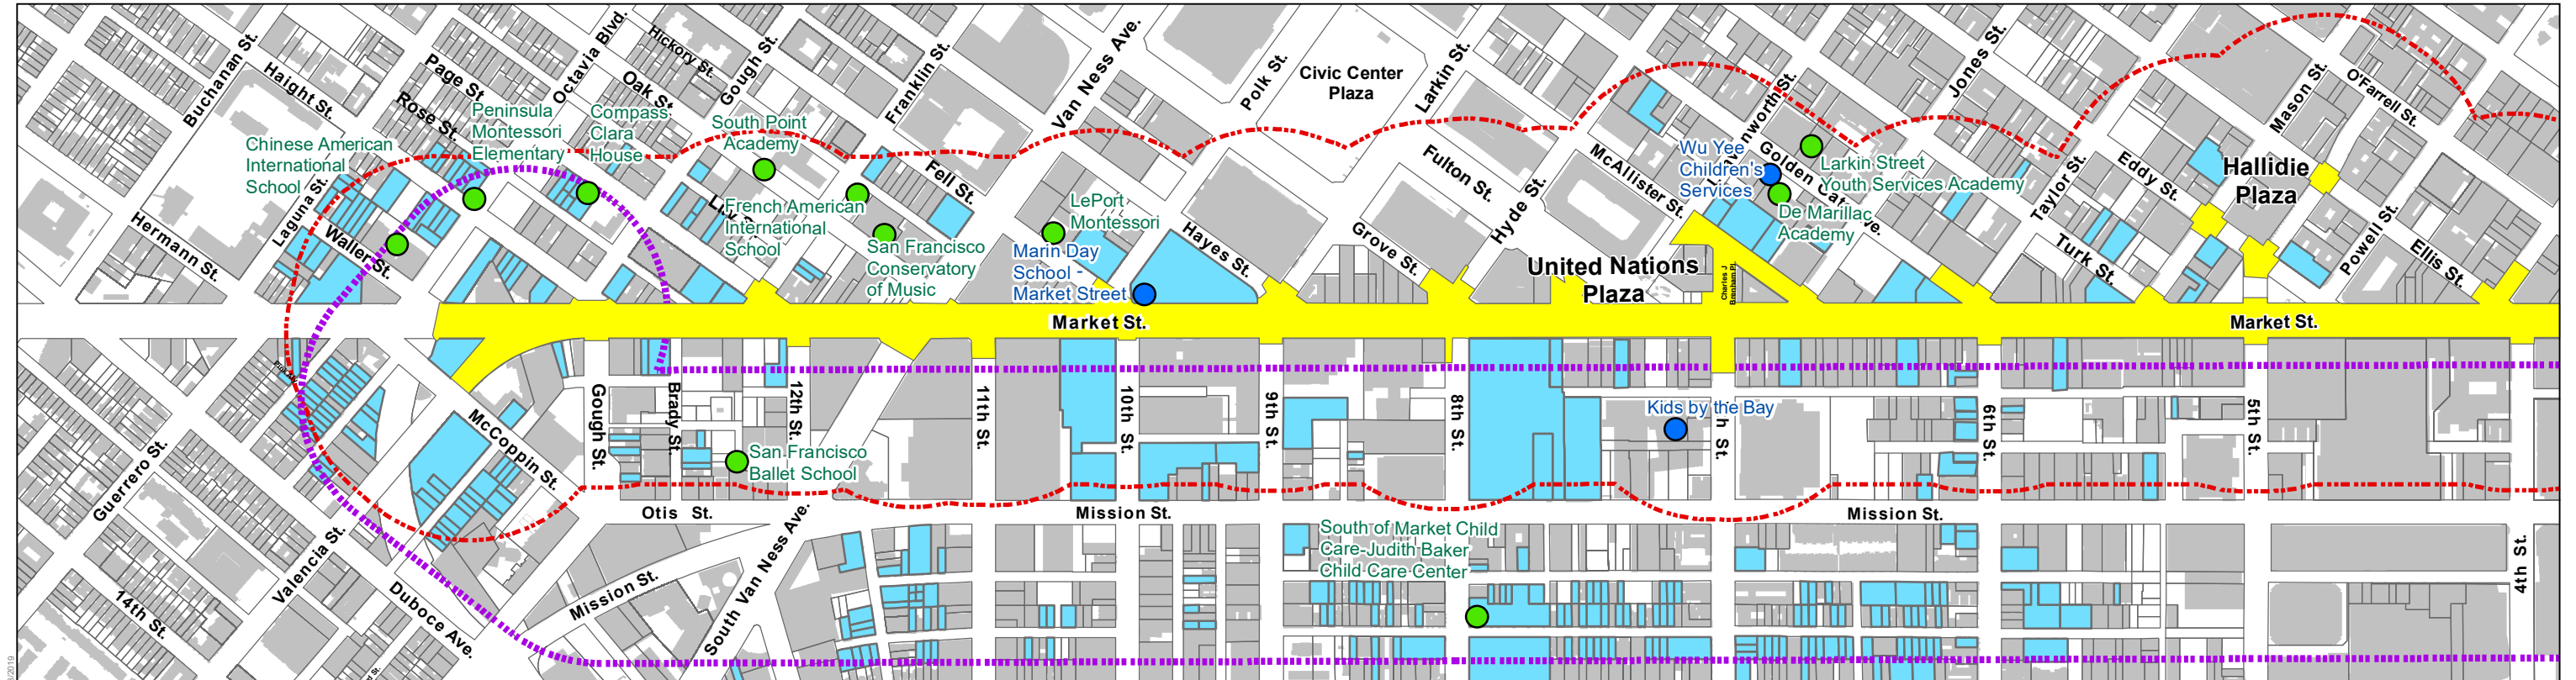 Buchanan St.
Haight St.
Page St.
Rose St.
Octavia Blvd.
Hickory St.
Oak St.
Gough St.
Franklin St.
Van Ness Ave.
Polk St.
Civic Center
Plaza
Larkin St.
Jones St.
Mason St.
O'Farrell St.
Chinese American
International
School
Peninsula
Montessori
Elementary
Compass
Clara
House
South Point
Academy
Fell St.
French American
International
School
San Francisco
Conservatory
of Music
LePort
Montessori
Marin Day
School -
Market Street
Hayes St.
Grove St.
Fulton St.
Hyde St.
McAllister St.
Wu Yee
Children's
Services
Golden Gate Ave.
Larkin Street
Youth Services Academy
De Marillac
Academy
Taylor St.
Eddy St.
Turk St.
Hallidie
Plaza
Powell St.
Ellis St.
Laguna St.
Waller St.
Hermann St.
United Nations
Plaza
Charles J
Brenham Pl.
Market St.
Market St.
McCoppin St.
Gough St.
Brady St.
12th St.
11th St.
10th St.
9th St.
8th St.
Kids by the Bay
6th St.
5th St.
4th St.
San Francisco
Ballet School
Guerrero St.
Valencia St.
14th St.
Duboce Ave.
Otis St.
Mission St.
Mission St.
Mission St.
South Van Ness Ave.
South of Market Child
Care-Judith Baker
Child Care Center